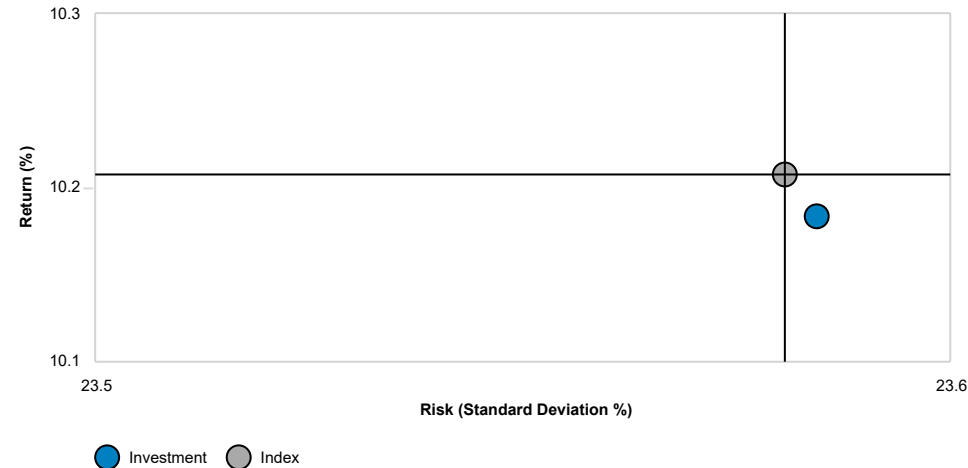 10.3
Return (%)
10.2
10.1
23.5
23.6
Risk (Standard Deviation %)
Investment Index